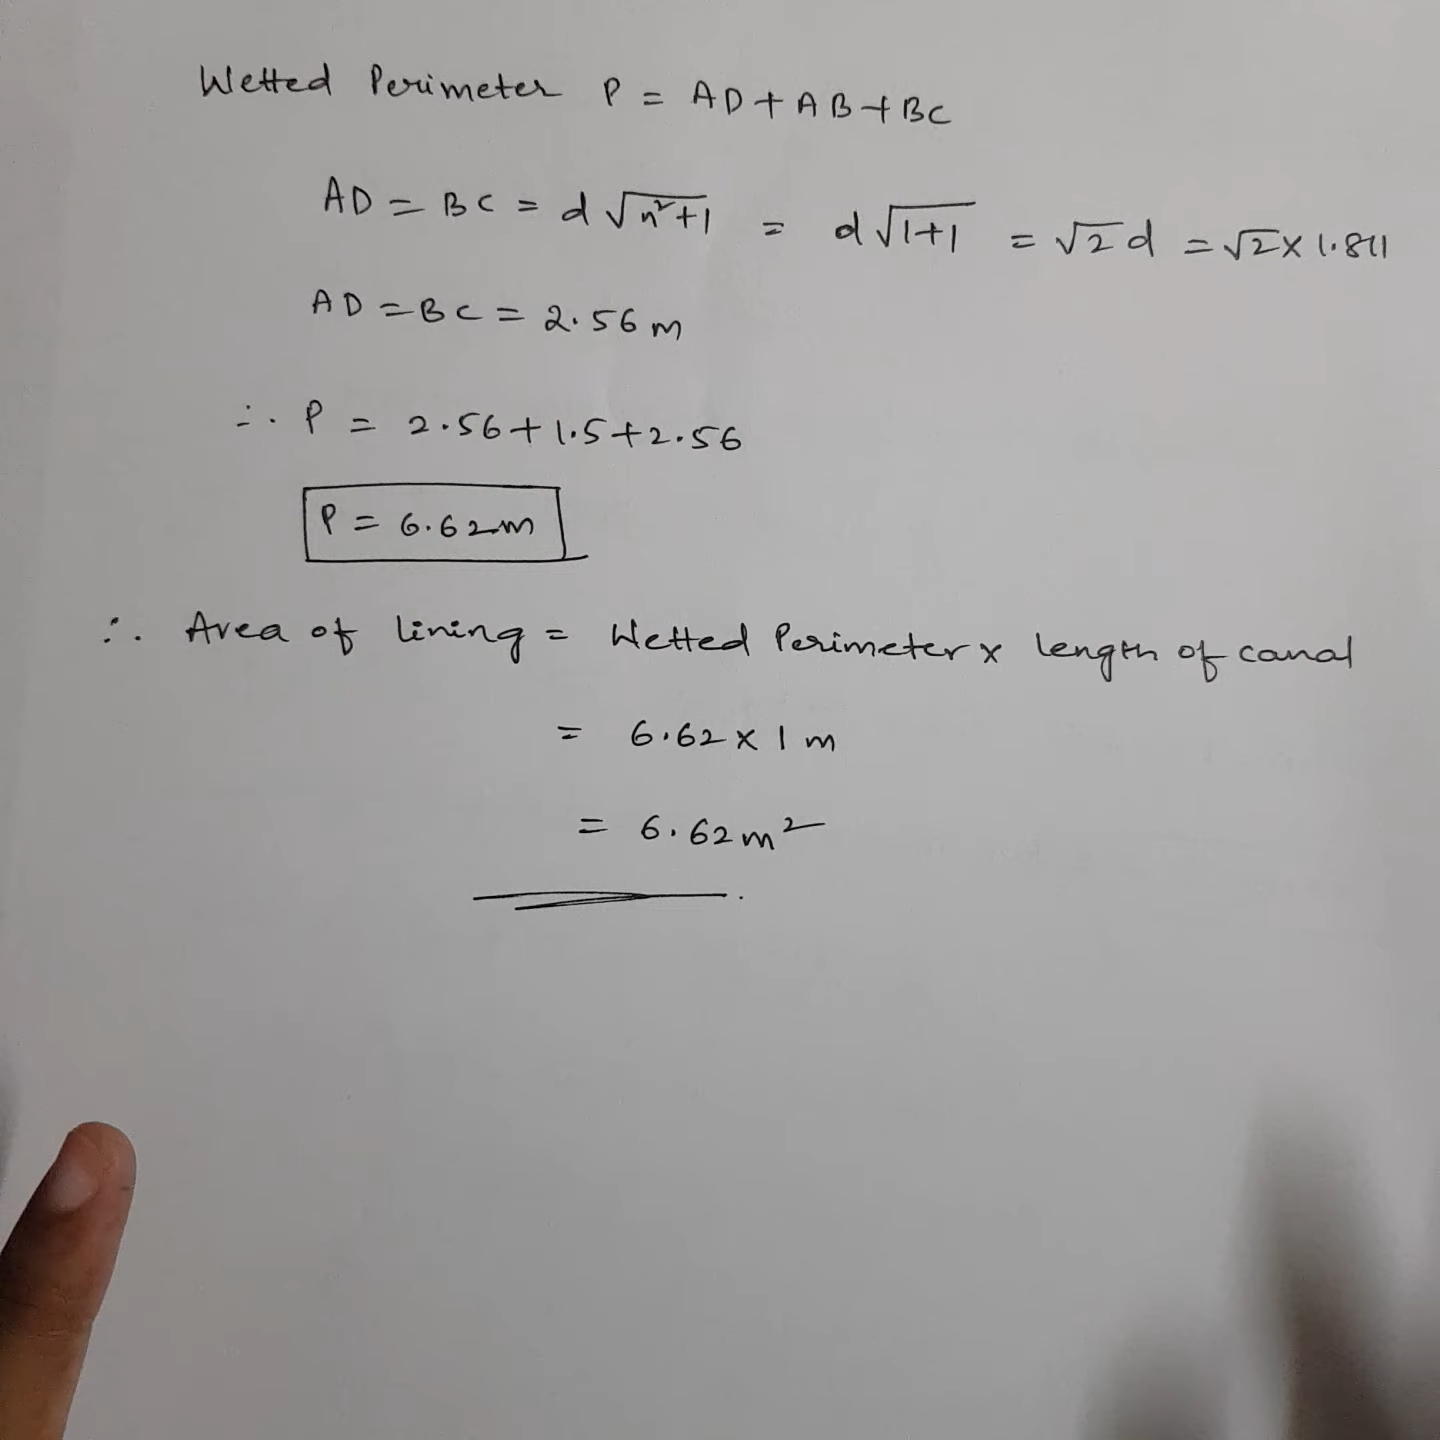 Wetted Perimeter P = AD + AB + BC
AD = BC = d √n²+1 = d √1+1 = √2 d = √2 × 1.811
AD = BC = 2.56 m
∴ P = 2.56 + 1.5 + 2.56
P = 6.62 m
∴ Area of lining = Wetted Perimeter × length of canal
= 6.62 × 1 m
= 6.62 m²